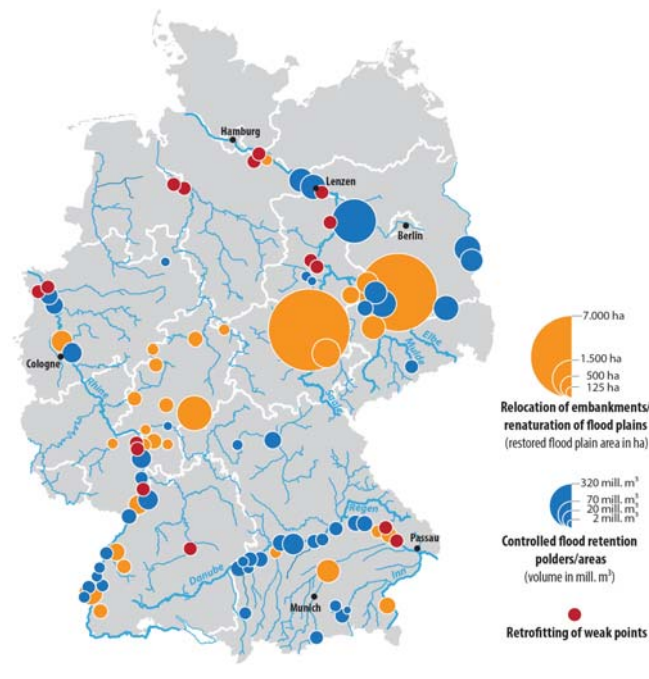 Hamburg
Lenzen
Berlin
Cologne
Rhine
Elbe
Mulde
Saale
Regen
Passau
Danube
Inn
Munich
7.000 ha
1.500 ha
500 ha
125 ha
Relocation of embankments/
renaturation of flood plains
(restored flood plain area in ha)
320 mill. m³
70 mill. m³
20 mill. m³
2 mill. m³
Controlled flood retention
polders/areas
(volume in mill. m³)
Retrofitting of weak points